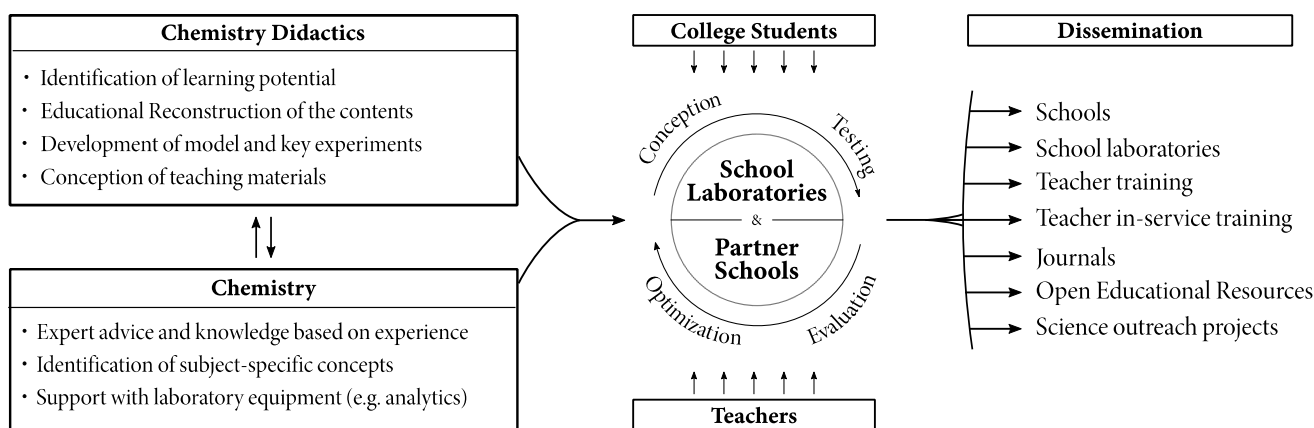 Chemistry Didactics
• Identification of learning potential
• Educational Reconstruction of the contents
• Development of model and key experiments
• Conception of teaching materials
Chemistry
• Expert advice and knowledge based on experience
• Identification of subject-specific concepts
• Support with laboratory equipment (e.g. analytics)
College Students
Conception
Testing
School
Laboratories
&
Partner
Schools
Optimization
Evaluation
Teachers
Dissemination
Schools
School laboratories
Teacher training
Teacher in-service training
Journals
Open Educational Resources
Science outreach projects